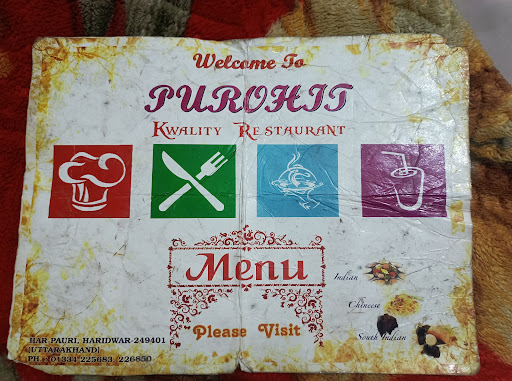 Welcome To
PUROHIT
KWALITY RESTAURANT
Menu
Please Visit
Indian
Chineese
South Indian
HAR PAURI, HARIDWAR-249401
(UTTARAKHAND)
PH : 01334 225683, 226850